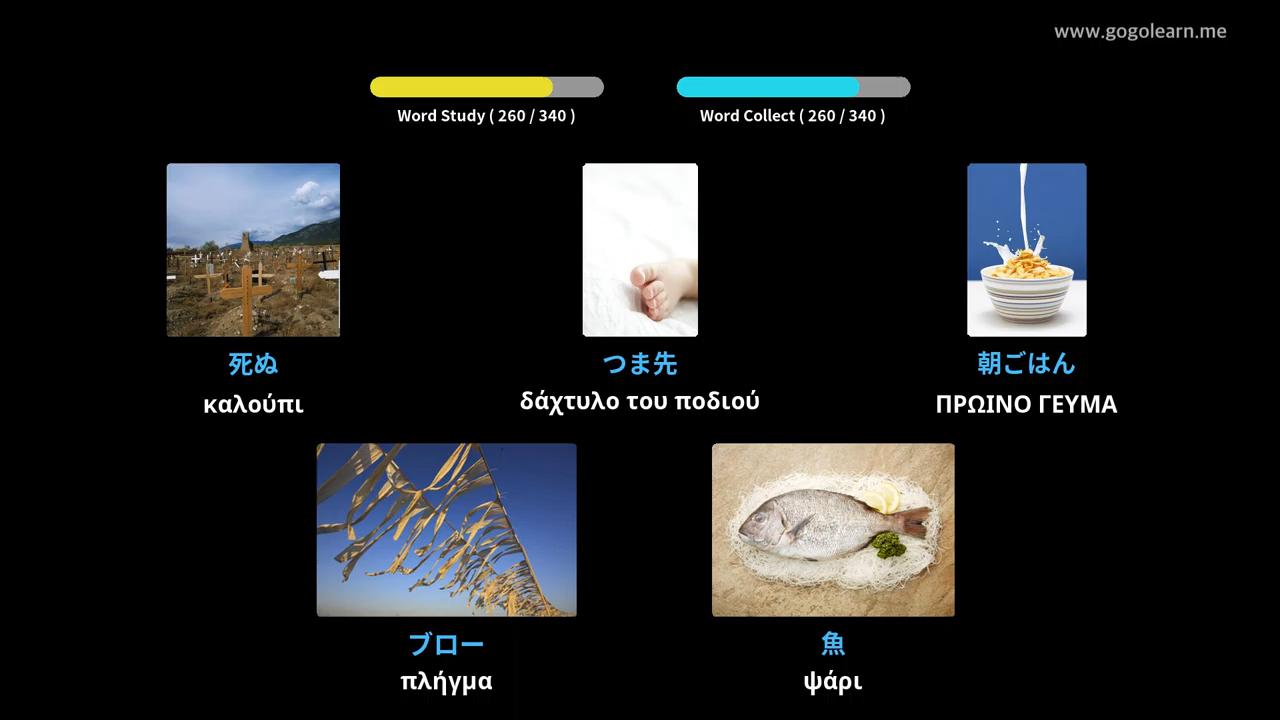 www.gogolearn.me
Word Study ( 260 / 340 )
Word Collect ( 260 / 340 )
死ぬ
つま先
朝ごはん
καλούπι
δάχτυλο του ποδιού
ΠΡΩΙΝΟ ΓΕΥΜΑ
ブロー
魚
πλήγμα
ψάρι